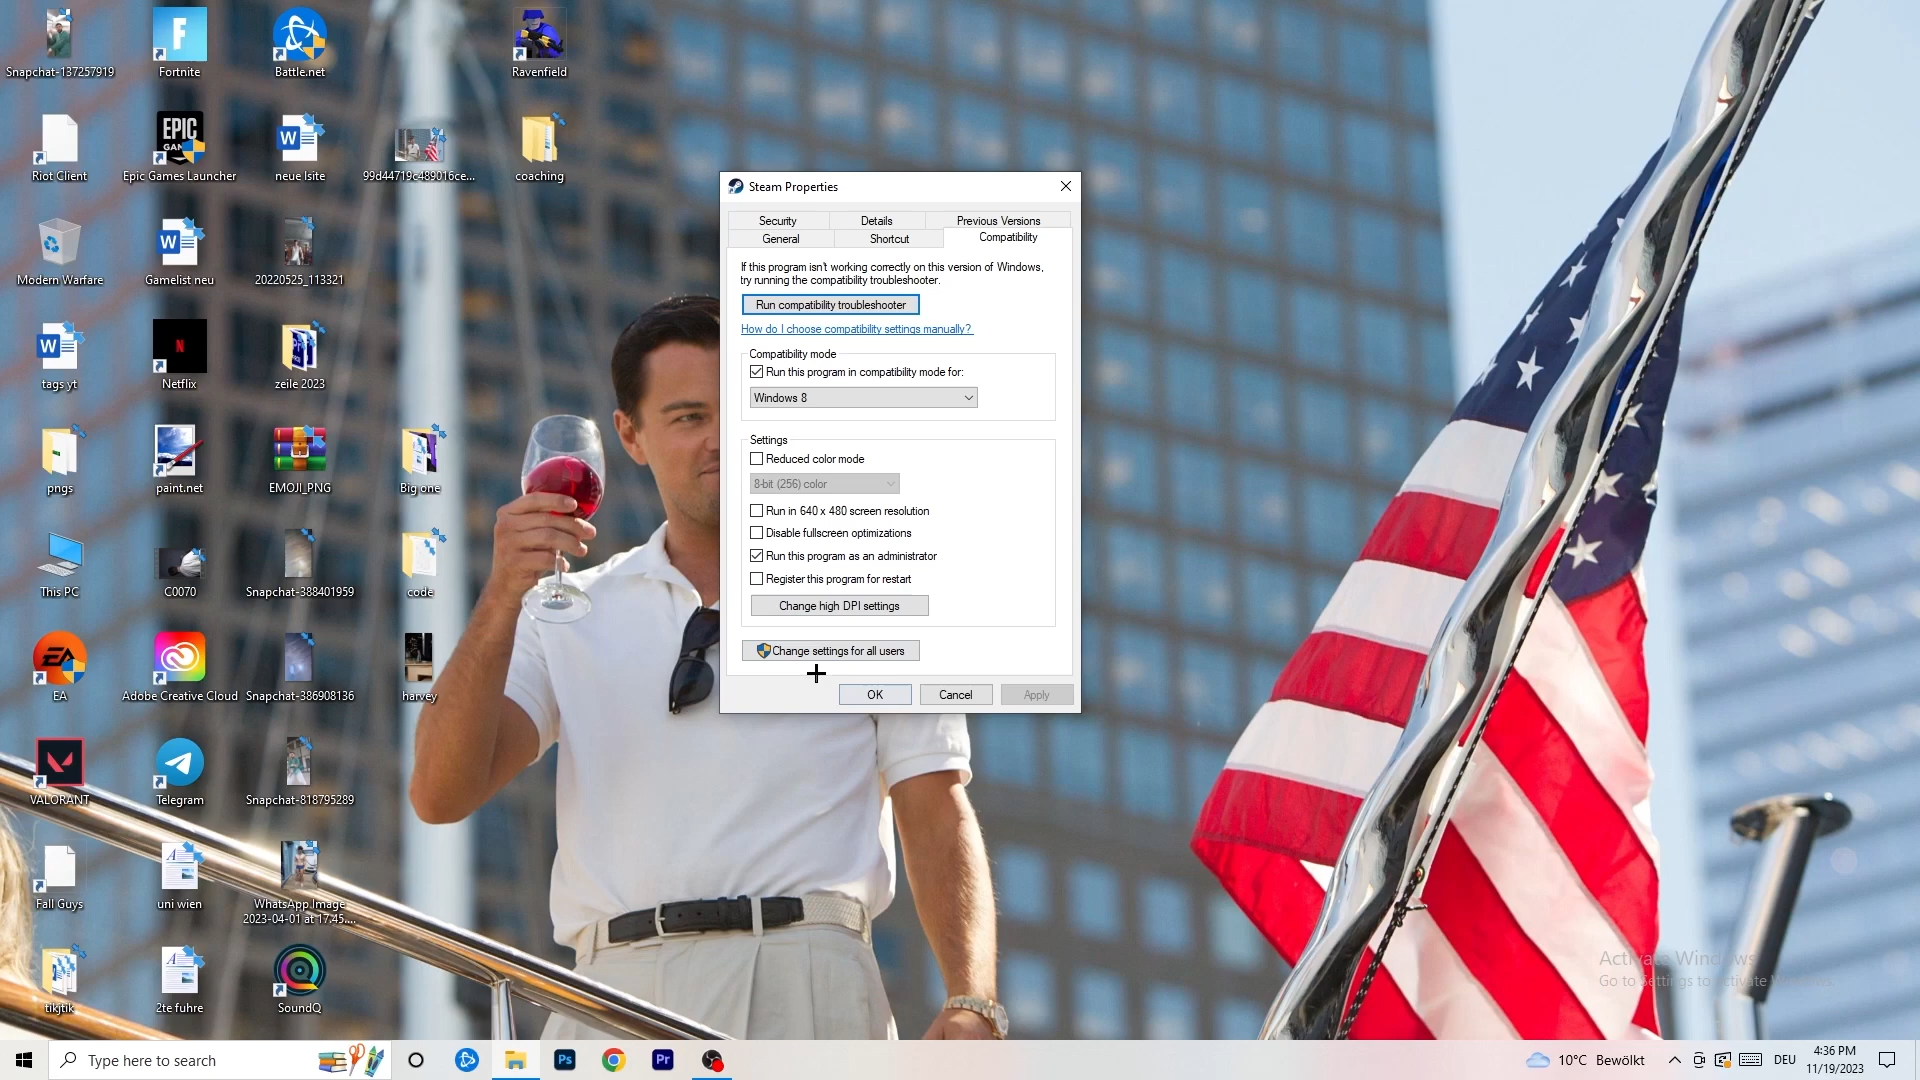 Snapchat-137257919
Fortnite
Battle.net
Ravenfield
Riot Client
EPIC
Epic Games Launcher
neue lsite
99d44719c489016ce...
coaching
Modern Warfare
Gamelist neu
20220525_113321
tags yt
Netflix
zeile 2023
pngs
paint.net
EMOJI_PNG
Big one
This PC
C0070
Snapchat-388401959
code
EA
EA
Adobe Creative Cloud
Snapchat-386908136
harvey
VALORANT
Telegram
Snapchat-818795289
Fall Guys
uni wien
WhatsApp Image
2023-04-01 at 17.45....
tikjtik
2te fuhre
SoundQ
Steam Properties
Security
Details
Previous Versions
General
Shortcut
Compatibility
If this program isn't working correctly on this version of Windows,
try running the compatibility troubleshooter.
Run compatibility troubleshooter
How do I choose compatibility settings manually?
Compatibility mode
Run this program in compatibility mode for:
Windows 8
Settings
Reduced color mode
8-bit (256) color
Run in 640 x 480 screen resolution
Disable fullscreen optimizations
Run this program as an administrator
Register this program for restart
Change high DPI settings
Change settings for all users
OK
Cancel
Apply
Activate Windows
Go to Settings to activate Windows.
Type here to search
Ps
Pr
10°C Bewölkt
DEU
4:36 PM
11/19/2023